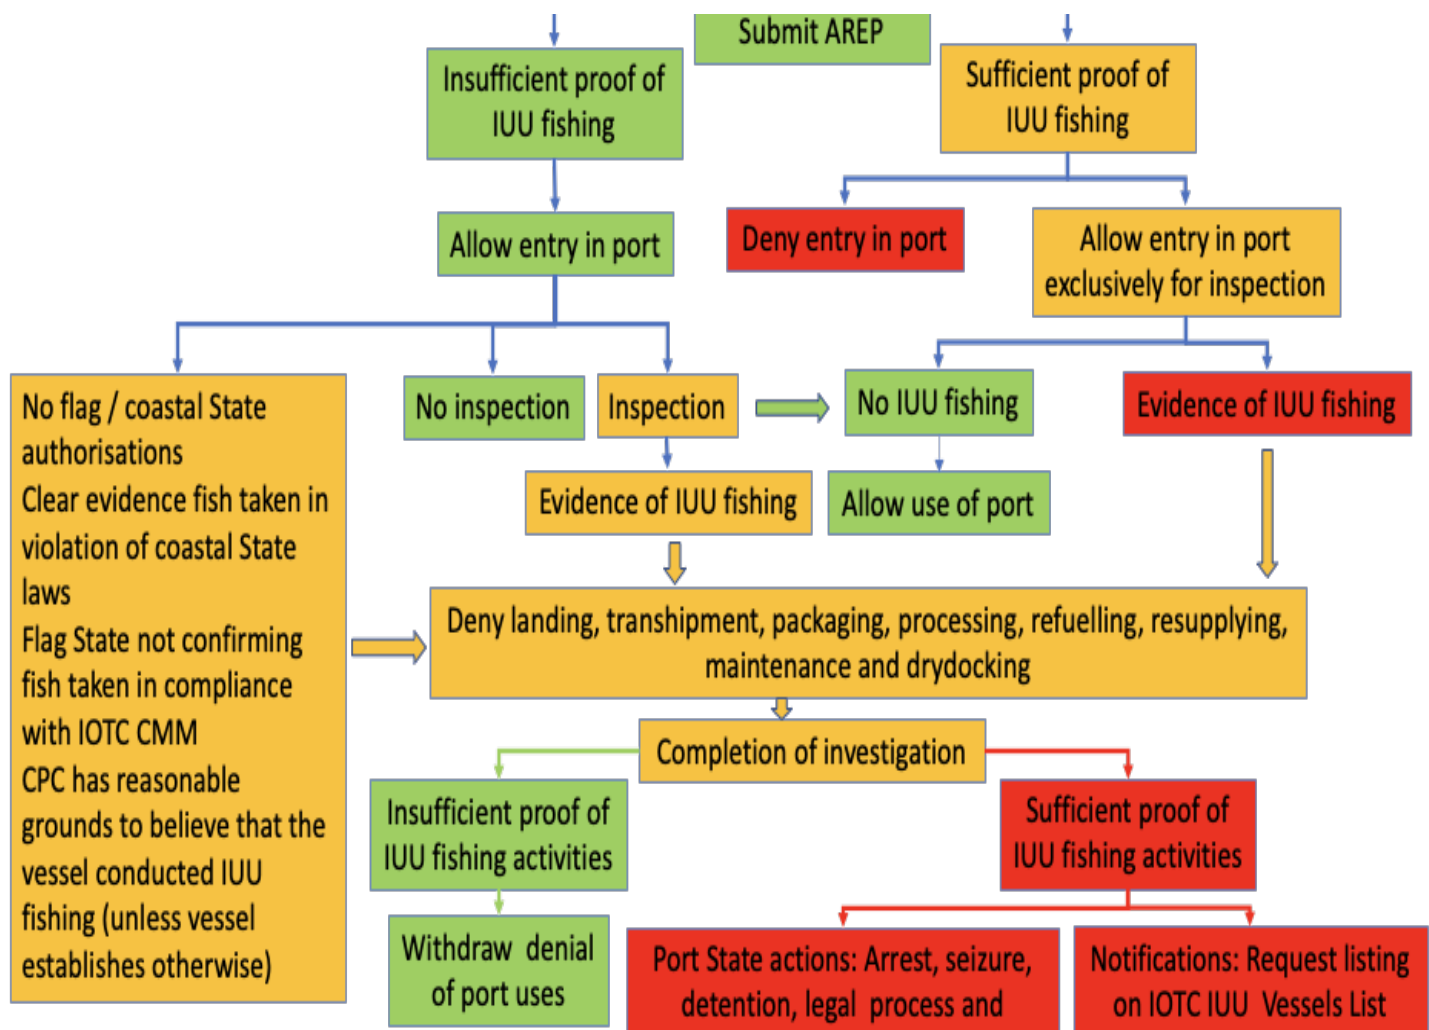 Submit AREP
Insufficient proof of
IUU fishing
Sufficient proof of
IUU fishing
Allow entry in port
Deny entry in port
Allow entry in port
exclusively for inspection
No flag / coastal State
authorisations
Clear evidence fish taken in
violation of coastal State
laws
Flag State not confirming
fish taken in compliance
with IOTC CMM
CPC has reasonable
grounds to believe that the
vessel conducted IUU
fishing (unless vessel
establishes otherwise)
No inspection
Inspection
No IUU fishing
Evidence of IUU fishing
Evidence of IUU fishing
Allow use of port
Deny landing, transhipment, packaging, processing, refuelling, resupplying,
maintenance and drydocking
Completion of investigation
Insufficient proof of
IUU fishing activities
Sufficient proof of
IUU fishing activities
Withdraw denial
of port uses
Port State actions: Arrest, seizure,
detention, legal process and
Notifications: Request listing
on IOTC IUU Vessels List